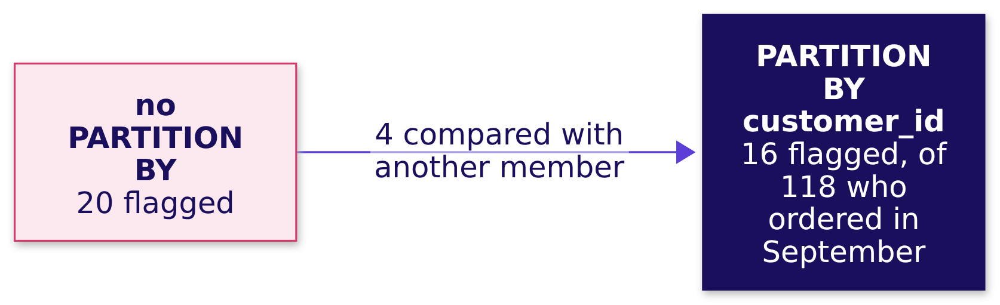 no
PARTITION
BY
20 flagged
4 compared with
another member
PARTITION
BY
customer_id
16 flagged, of
118 who
ordered in
September